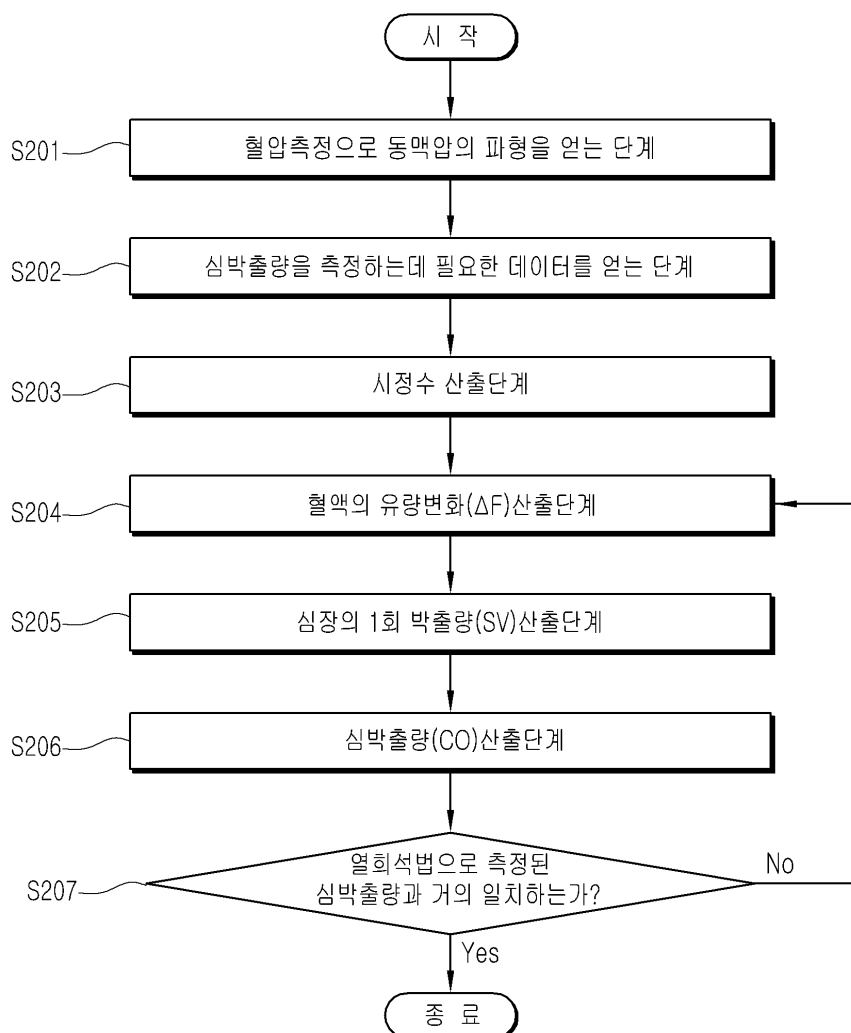 시 작
S201
혈압측정으로 동맥압의 파형을 얻는 단계
S202
심박출량을 측정하는데 필요한 데이터를 얻는 단계
S203
시정수 산출단계
S204
혈액의 유량변화(ΔF)산출단계
S205
심장의 1회 박출량(SV)산출단계
S206
심박출량(CO)산출단계
S207
열희석법으로 측정된
심박출량과 거의 일치하는가?
No
Yes
종 료